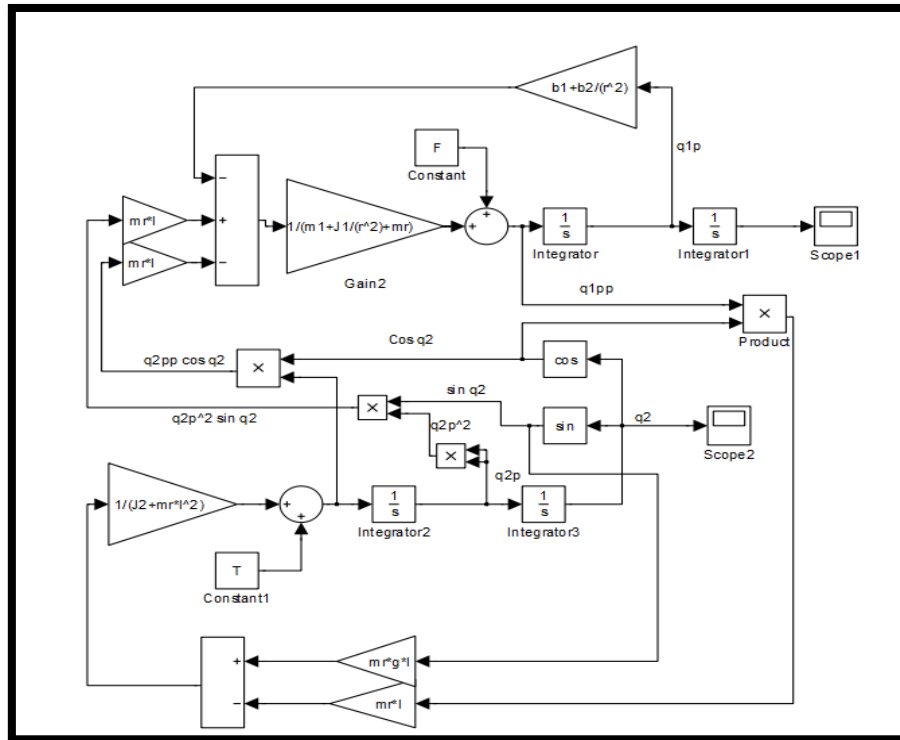 b1+b2/(r^2)
q1p
F
Constant
−
+
−
mr*l
mr*l
1/(m1+J1/(r^2)+mr)
Gain2
+
+
1
s
Integrator
1
s
Integrator1
Scope1
q1pp
×
Product
Cos q2
cos
q2pp cos q2
×
sin q2
×
q2p^2 sin q2
q2p^2
×
sin
q2
Scope2
q2p
1/(J2+mr*l^2)
+
+
1
s
Integrator2
1
s
Integrator3
T
Constant1
+
−
mr*g*l
mr*l